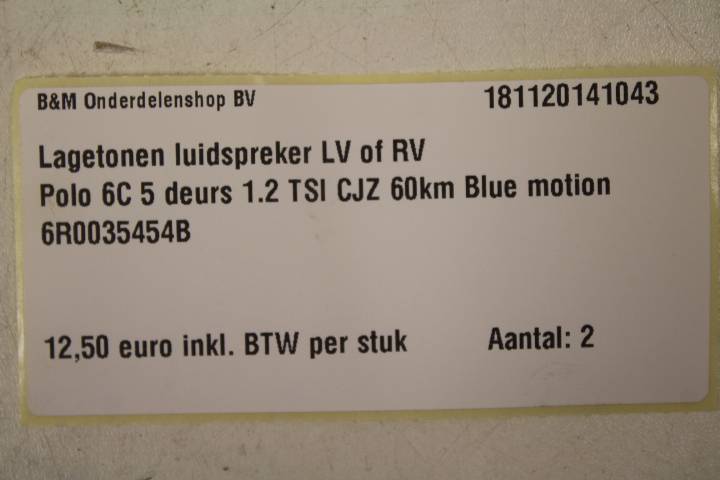 B&M Onderdelenshop BV 181120141043
Lagetonen luidspreker LV of RV
Polo 6C 5 deurs 1.2 TSI CJZ 60km Blue motion
6R0035454B
12,50 euro inkl. BTW per stuk Aantal: 2